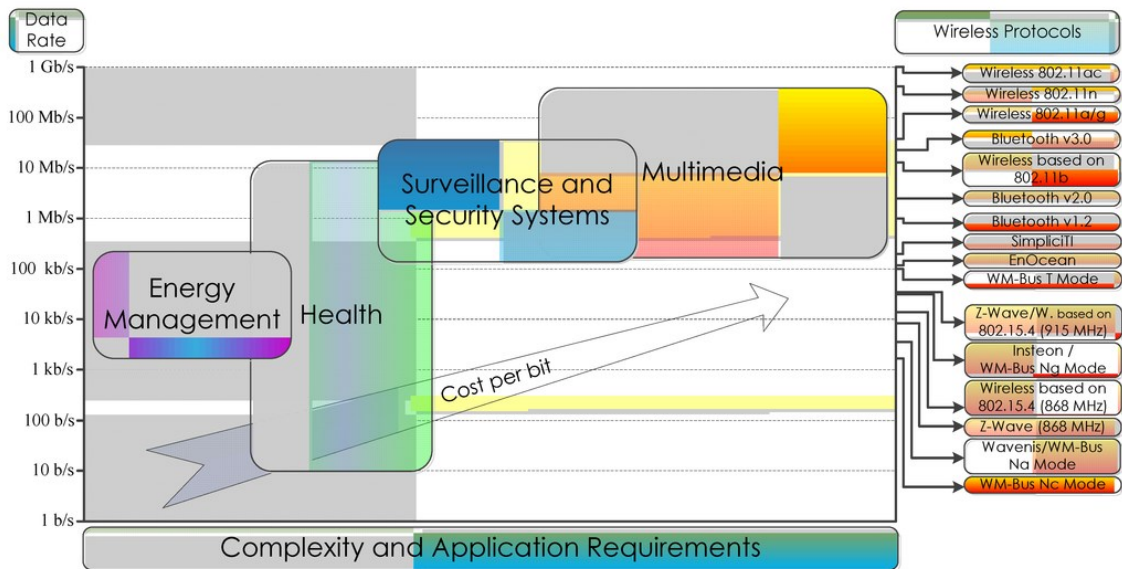 Data
Rate
Wireless Protocols
1 Gb/s
100 Mb/s
10 Mb/s
1 Mb/s
100 kb/s
10 kb/s
1 kb/s
100 b/s
10 b/s
1 b/s
Energy
Management
Health
Surveillance and
Security Systems
Multimedia
Cost per bit
Wireless 802.11ac
Wireless 802.11n
Wireless 802.11a/g
Bluetooth v3.0
Wireless based on
802.11b
Bluetooth v2.0
Bluetooth v1.2
SimpliciTI
EnOcean
WM-Bus T Mode
Z-Wave/W. based on
802.15.4 (915 MHz)
Insteon /
WM-Bus Ng Mode
Wireless based on
802.15.4 (868 MHz)
Z-Wave (868 MHz)
Wavenis/WM-Bus
Na Mode
WM-Bus Nc Mode
Complexity and Application Requirements